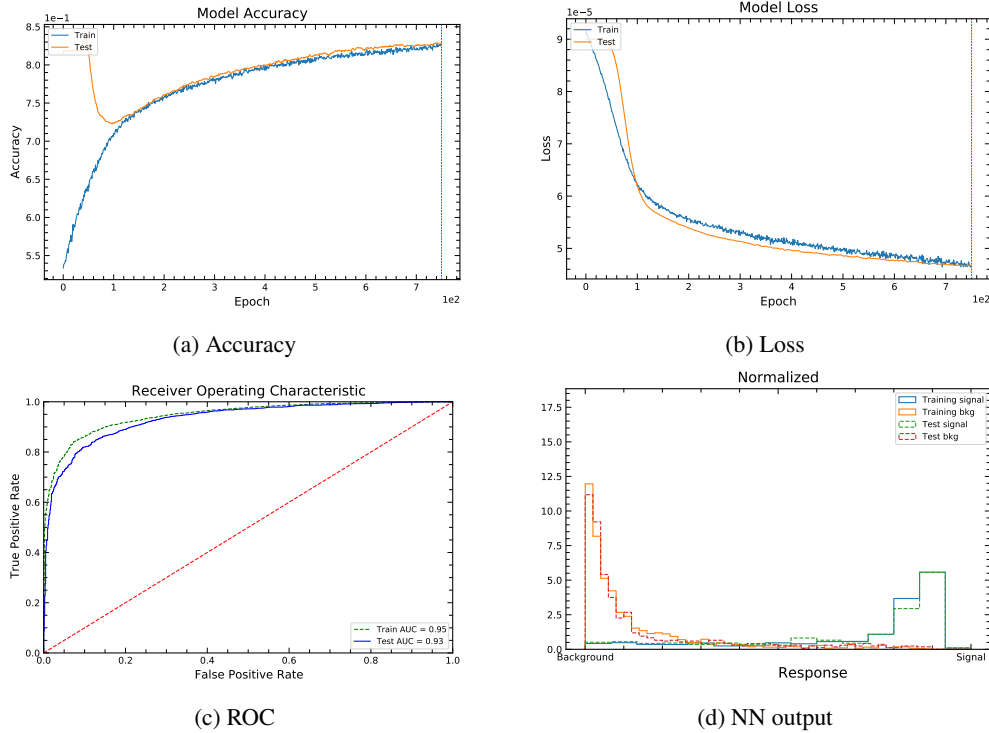 Model Accuracy
8.5 1e−1
Train
Test
8.0
7.5
7.0
6.5
6.0
5.5
Accuracy
0 1 2 3 4 5 6 7
1e2
Epoch
(a) Accuracy
Model Loss
1e−5
9
Train
Test
8
7
6
5
Loss
0 1 2 3 4 5 6 7
1e2
Epoch
(b) Loss
Receiver Operating Characteristic
1.0
0.8
0.6
0.4
0.2
0.0
True Positive Rate
Train AUC = 0.95
Test AUC = 0.93
0.0 0.2 0.4 0.6 0.8 1.0
False Positive Rate
(c) ROC
Normalized
17.5
15.0
12.5
10.0
7.5
5.0
2.5
0.0
Training signal
Training bkg
Test signal
Test bkg
Background Signal
Response
(d) NN output